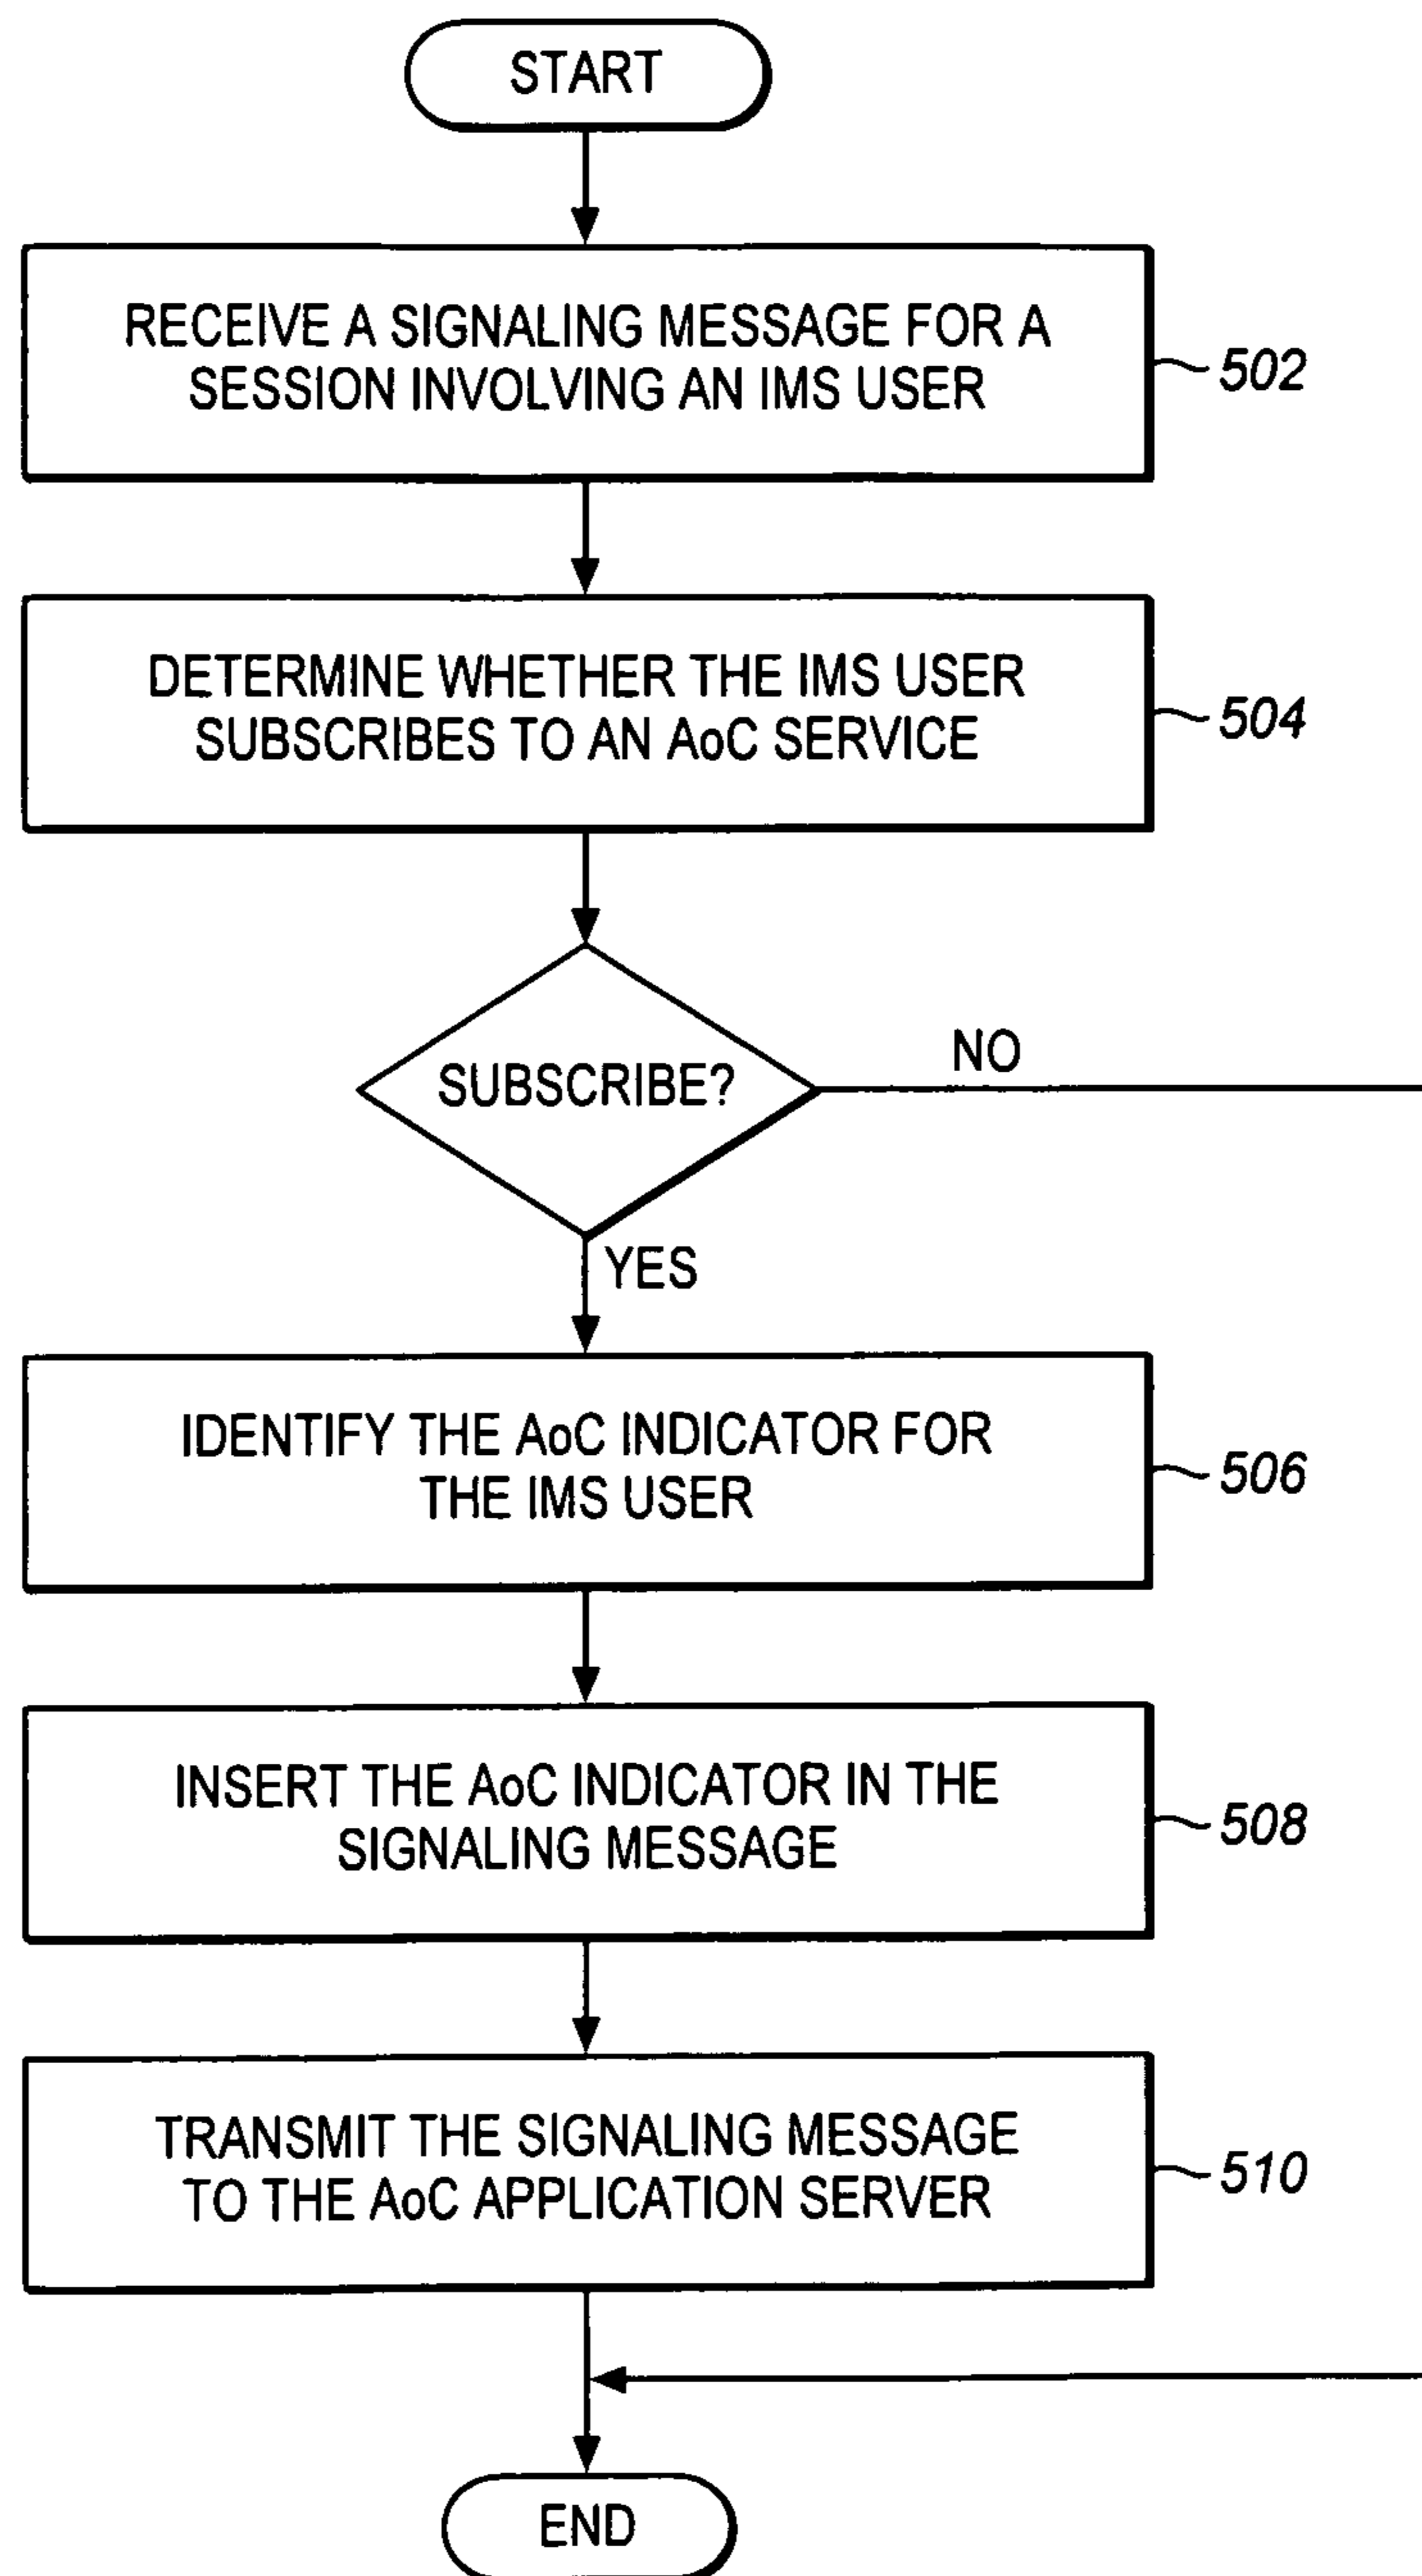 START
RECEIVE A SIGNALING MESSAGE FOR A
SESSION INVOLVING AN IMS USER
502
DETERMINE WHETHER THE IMS USER
SUBSCRIBES TO AN AoC SERVICE
504
SUBSCRIBE?
NO
YES
IDENTIFY THE AoC INDICATOR FOR
THE IMS USER
506
INSERT THE AoC INDICATOR IN THE
SIGNALING MESSAGE
508
TRANSMIT THE SIGNALING MESSAGE
TO THE AoC APPLICATION SERVER
510
END